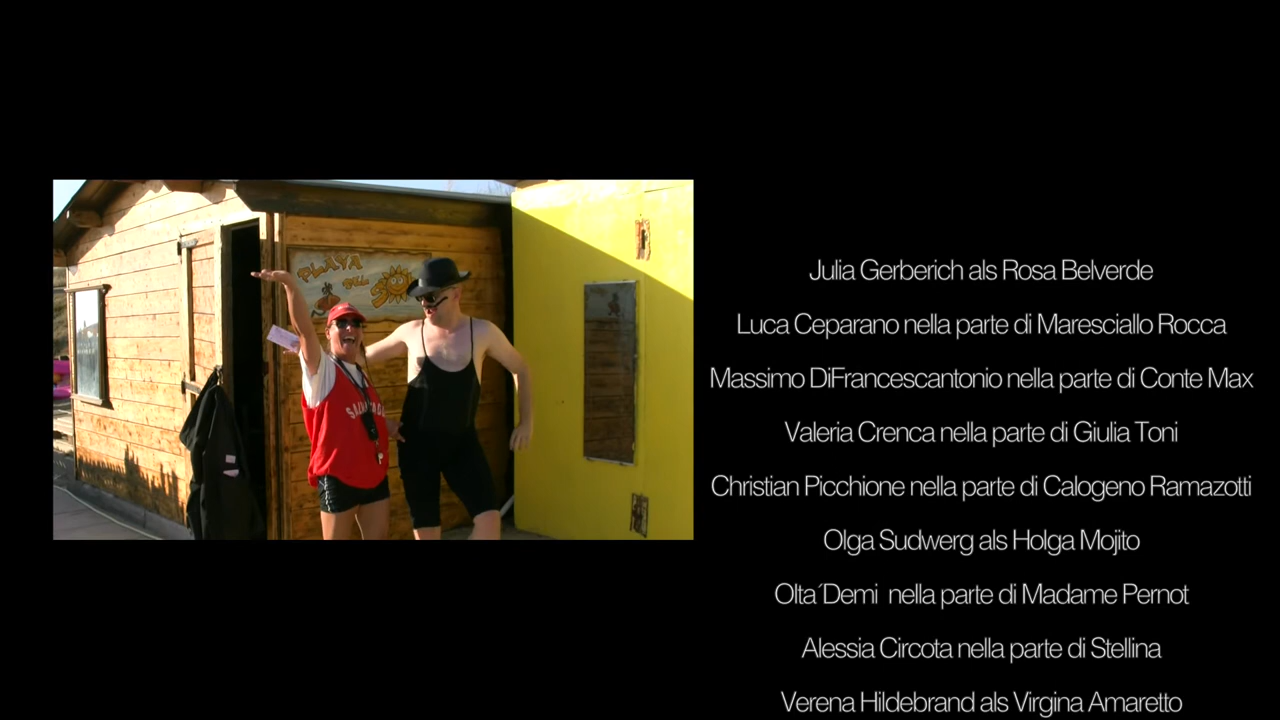 PLAYA
DEL
Julia Gerberich als Rosa Belverde
Luca Ceparano nella parte di Maresciallo Rocca
Massimo DiFrancescantonio nella parte di Conte Max
Valeria Crenca nella parte di Giulia Toni
Christian Picchione nella parte di Calogeno Ramazotti
Olga Sudwerg als Holga Mojito
Olta´Demi nella parte di Madame Pernot
Alessia Circota nella parte di Stellina
Verena Hildebrand als Virgina Amaretto